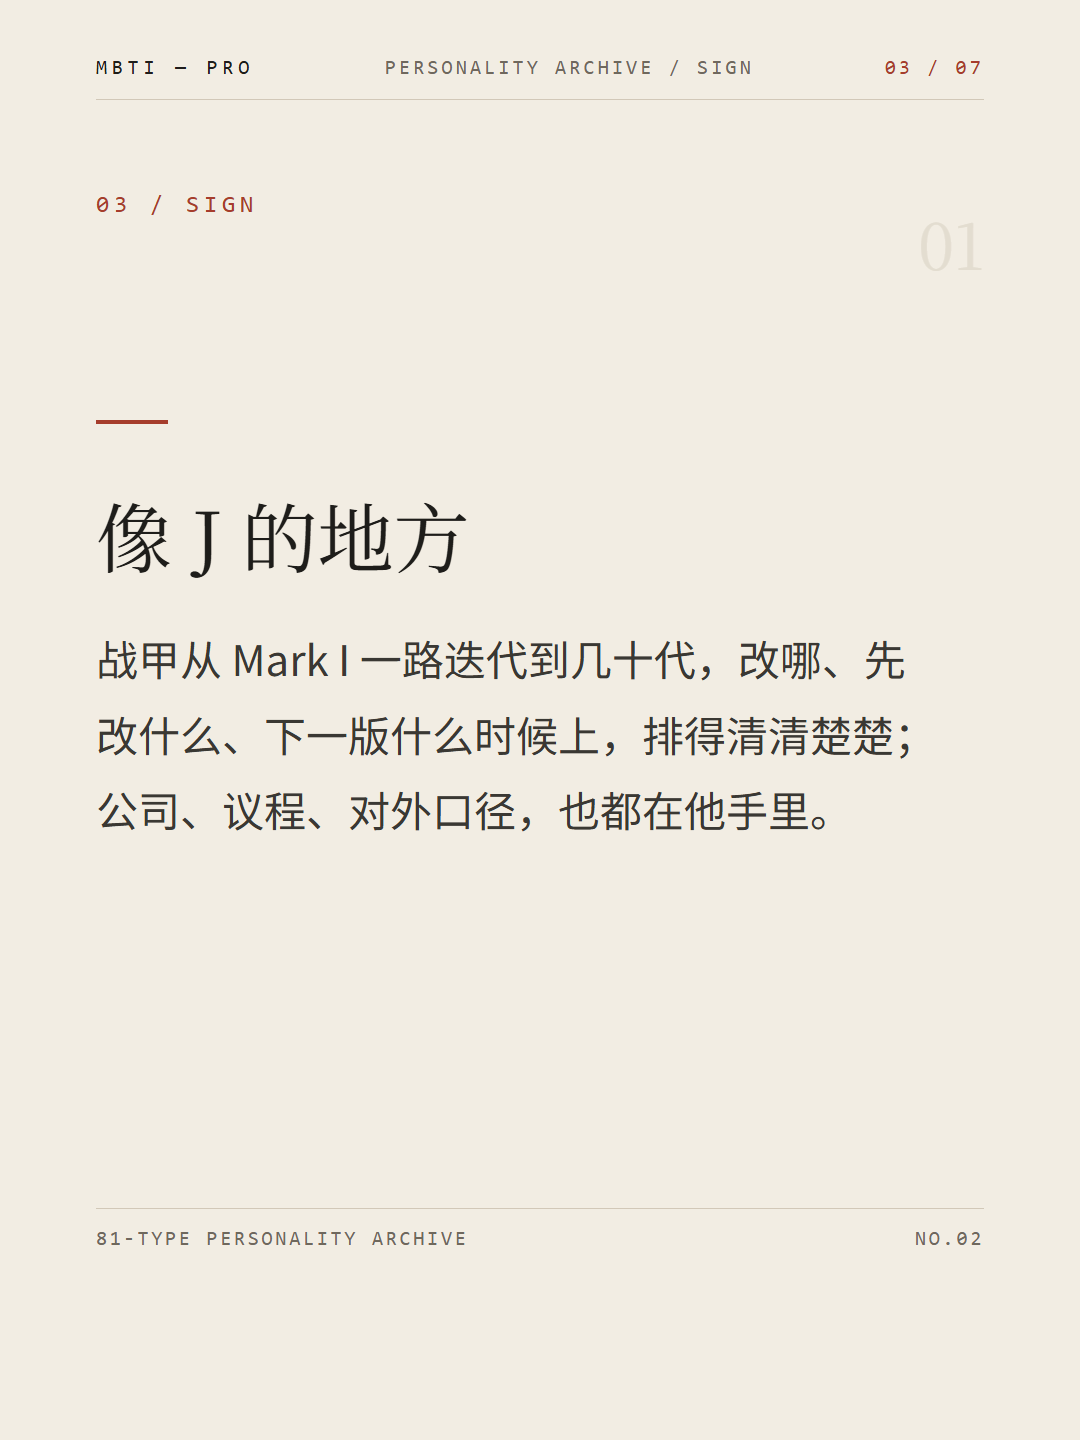 MBTI — PRO
PERSONALITY ARCHIVE / SIGN
03 / 07
03 / SIGN
01
像 J 的地方
战甲从 Mark I 一路迭代到几十代，改哪、先
改什么、下一版什么时候上，排得清清楚楚；
公司、议程、对外口径，也都在他手里。
81-TYPE PERSONALITY ARCHIVE
NO.02